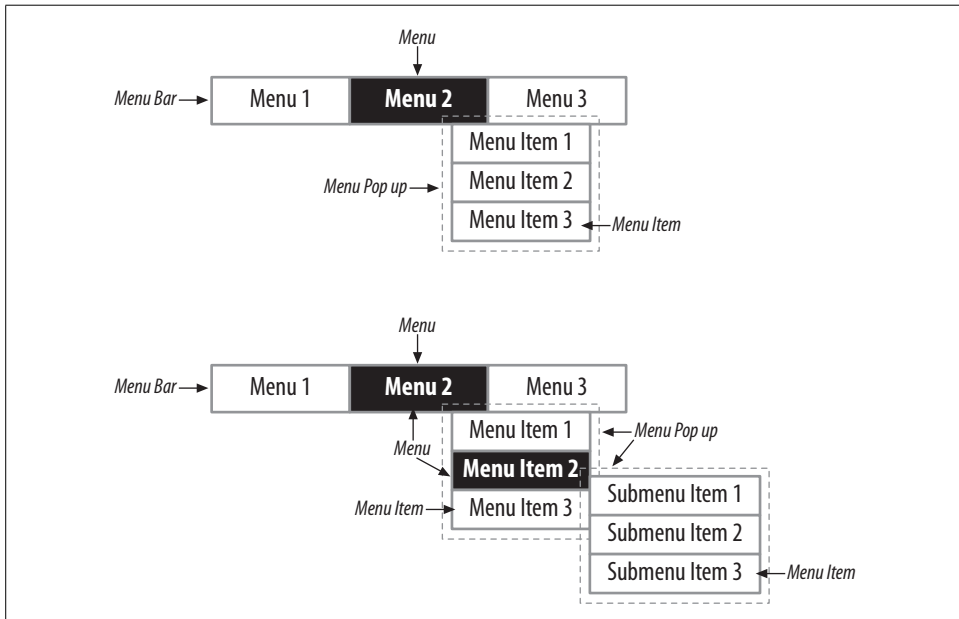 Menu
Menu Bar
Menu 1
Menu 2
Menu 3
Menu Item 1
Menu Pop up
Menu Item 2
Menu Item 3
Menu Item
Menu
Menu Bar
Menu 1
Menu 2
Menu 3
Menu Item 1
Menu Pop up
Menu
Menu Item 2
Submenu Item 1
Menu Item
Menu Item 3
Submenu Item 2
Submenu Item 3
Menu Item